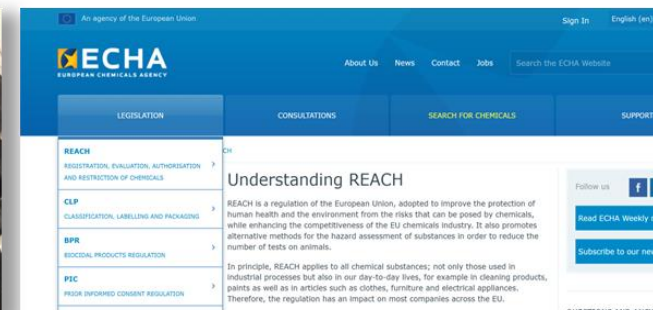 An agency of the European Union
Sign In English (en)
ECHA
EUROPEAN CHEMICALS AGENCY
About Us News Contact Jobs Search the ECHA Website
LEGISLATION CONSULTATIONS SEARCH FOR CHEMICALS SUPPORT
REACH
REGISTRATION, EVALUATION, AUTHORISATION
AND RESTRICTION OF CHEMICALS
CLP
CLASSIFICATION, LABELLING AND PACKAGING
BPR
BIOCIDAL PRODUCTS REGULATION
PIC
PRIOR INFORMED CONSENT REGULATION
CH
Understanding REACH
REACH is a regulation of the European Union, adopted to improve the protection of
human health and the environment from the risks that can be posed by chemicals,
while enhancing the competitiveness of the EU chemicals industry. It also promotes
alternative methods for the hazard assessment of substances in order to reduce the
number of tests on animals.
In principle, REACH applies to all chemical substances; not only those used in
industrial processes but also in our day-to-day lives, for example in cleaning products,
paints as well as in articles such as clothes, furniture and electrical appliances.
Therefore, the regulation has an impact on most companies across the EU.
Follow us
Read ECHA Weekly
Subscribe to our